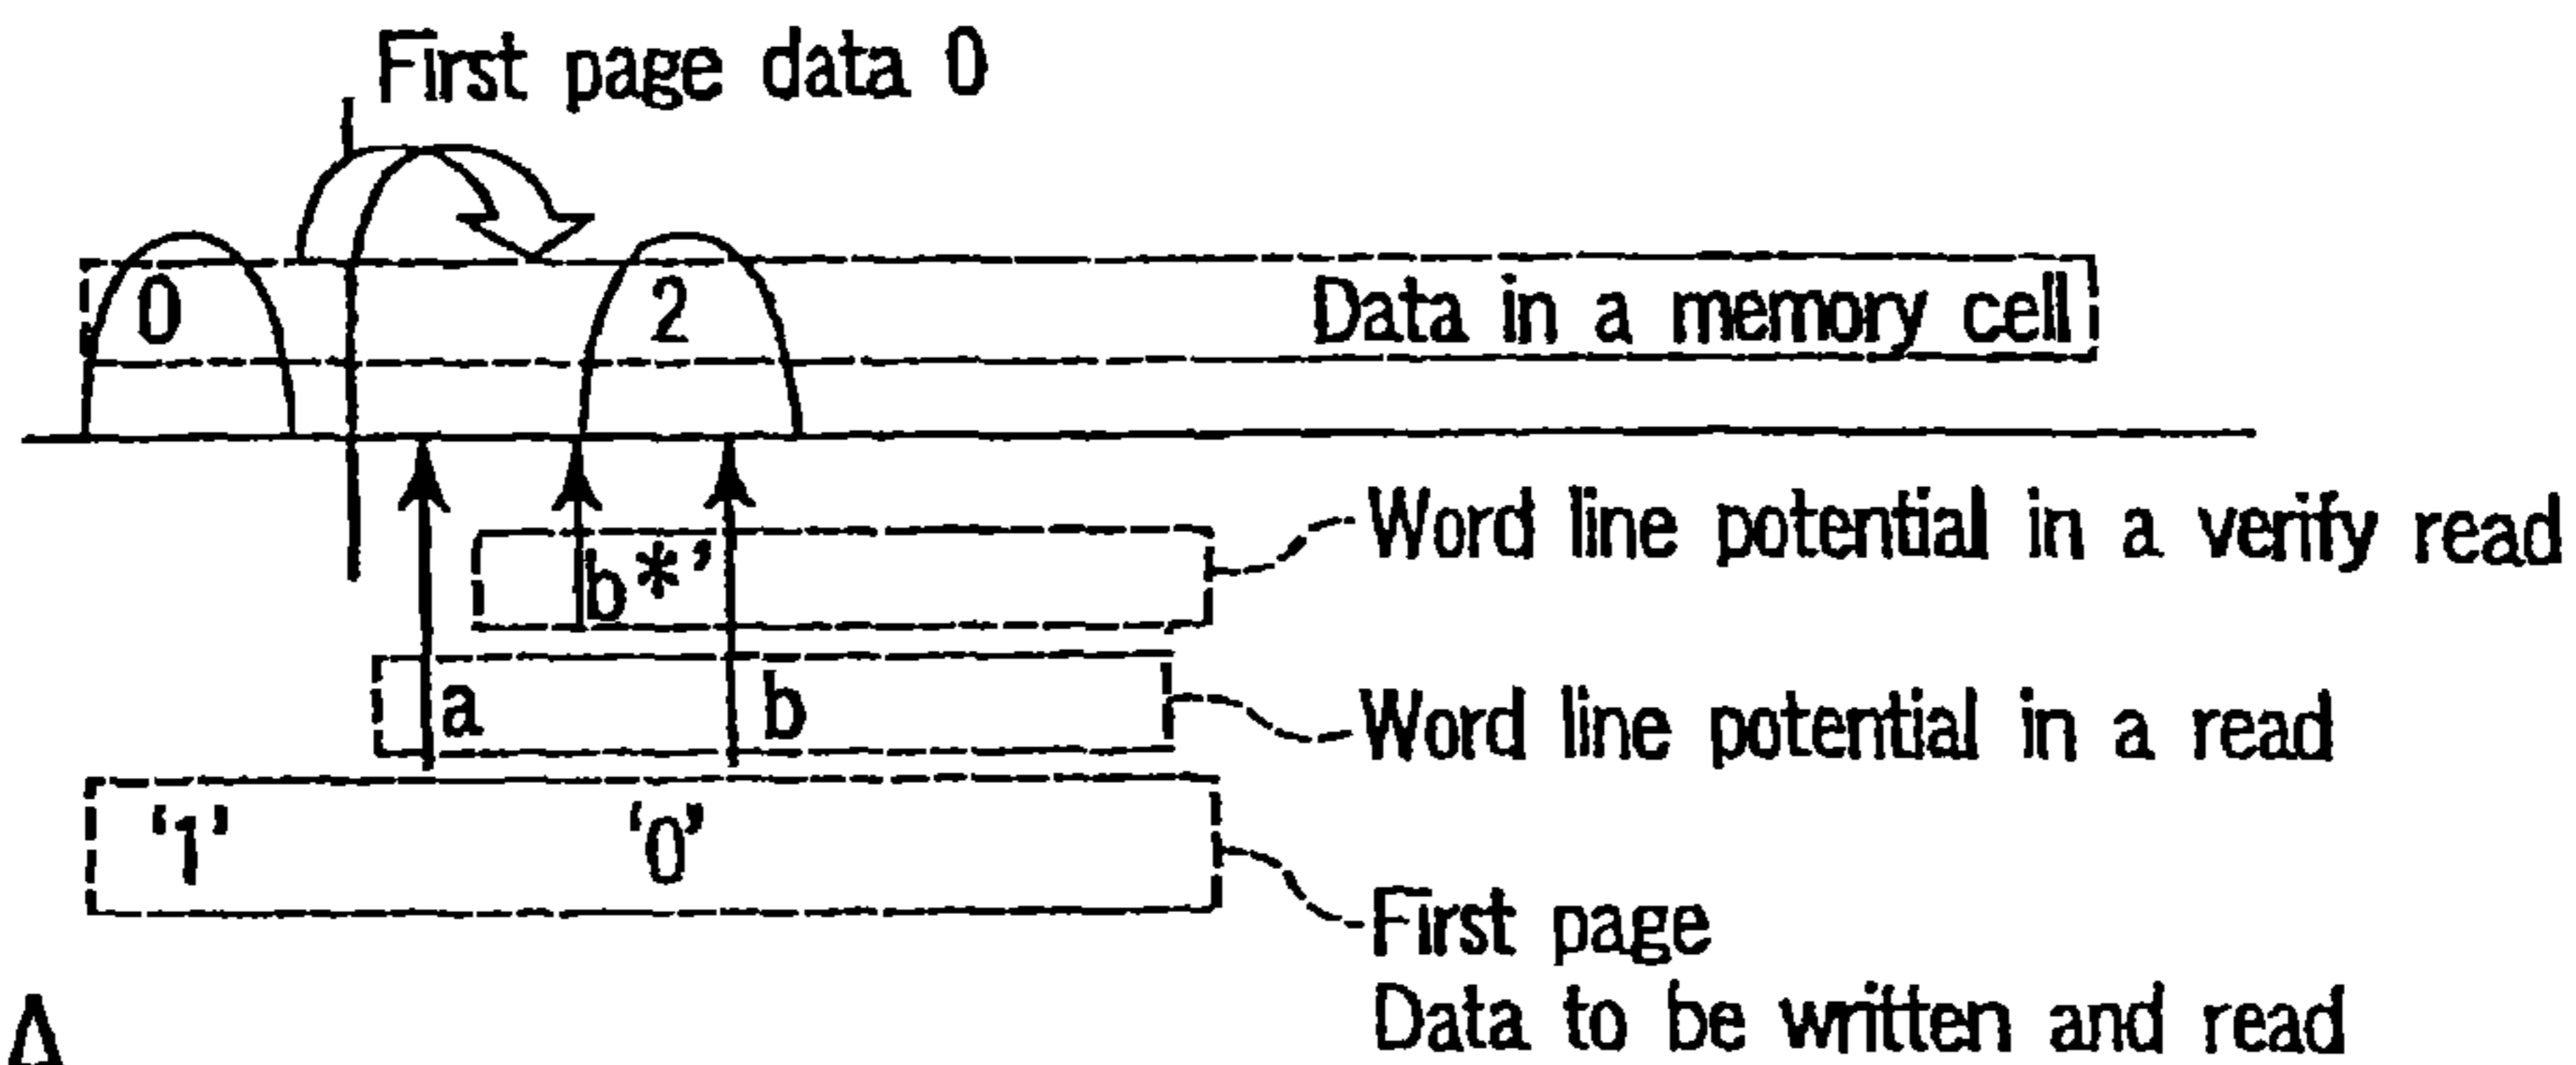 First page data 0
0 2 Data in a memory cell
b*’ Word line potential in a verify read
a b Word line potential in a read
‘1’ ‘0’
First page
Data to be written and read